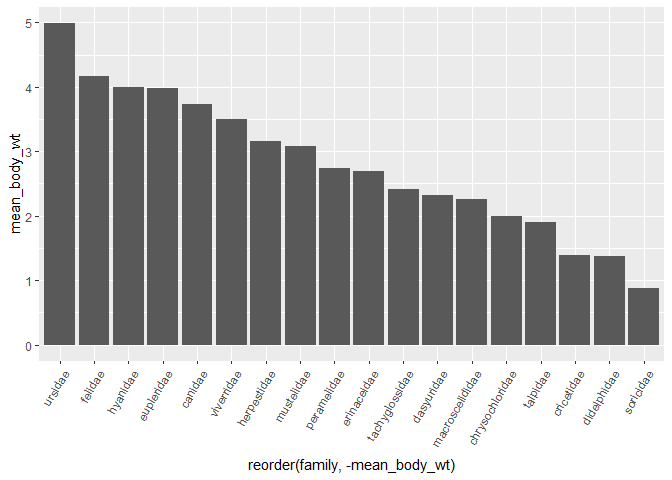 mean_body_wt
5
4
3
2
1
0
ursidae
felidae
hyanidae
eupleridae
canidae
viverridae
herpestidae
mustelidae
peramelidae
erinaceidae
tachyglossidae
dasyuridae
macroscelididae
chrysochloridae
talpidae
cricetidae
didelphidae
soricidae
reorder(family, -mean_body_wt)